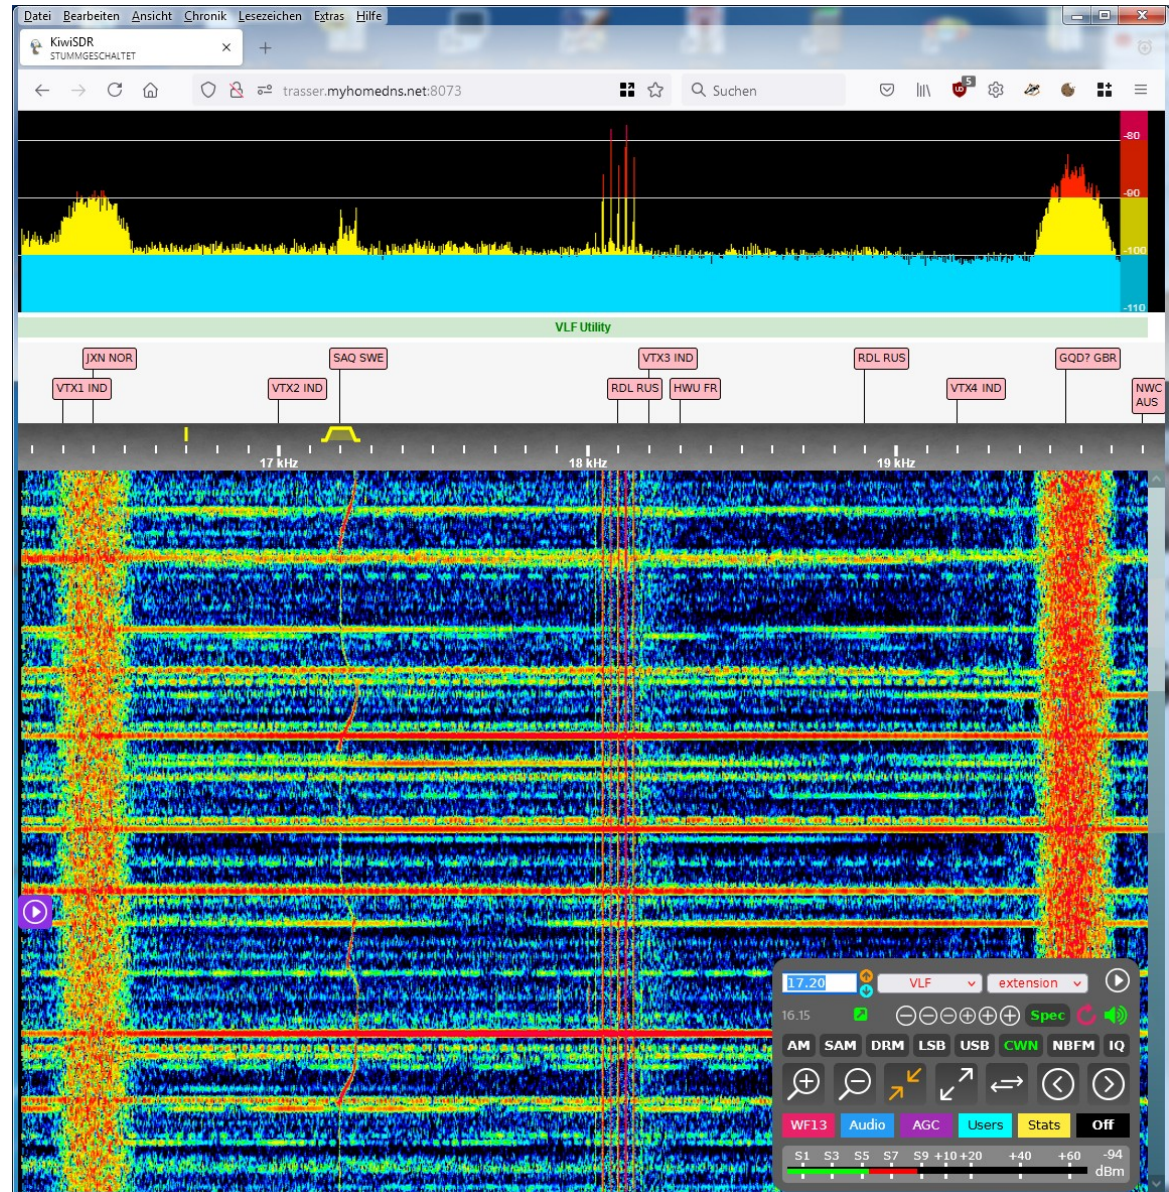 Datei Bearbeiten Ansicht Chronik Lesezeichen Extras Hilfe
KiwiSDR
STUMMGESCHALTET
trasser.myhomedns.net:8073
Suchen
5
-80
-90
-100
-110
VLF Utility
JXN NOR SAQ SWE VTX3 IND RDL RUS GQD? GBR
VTX1 IND VTX2 IND RDL RUS HWU FR VTX4 IND NWC
AUS
17 kHz 18 kHz 19 kHz
17.20 VLF extension
16.15 Spec
AM SAM DRM LSB USB CWN NBFM IQ
WF13 Audio AGC Users Stats Off
S1 S3 S5 S7 S9 +10 +20 +40 +60 -94
dBm